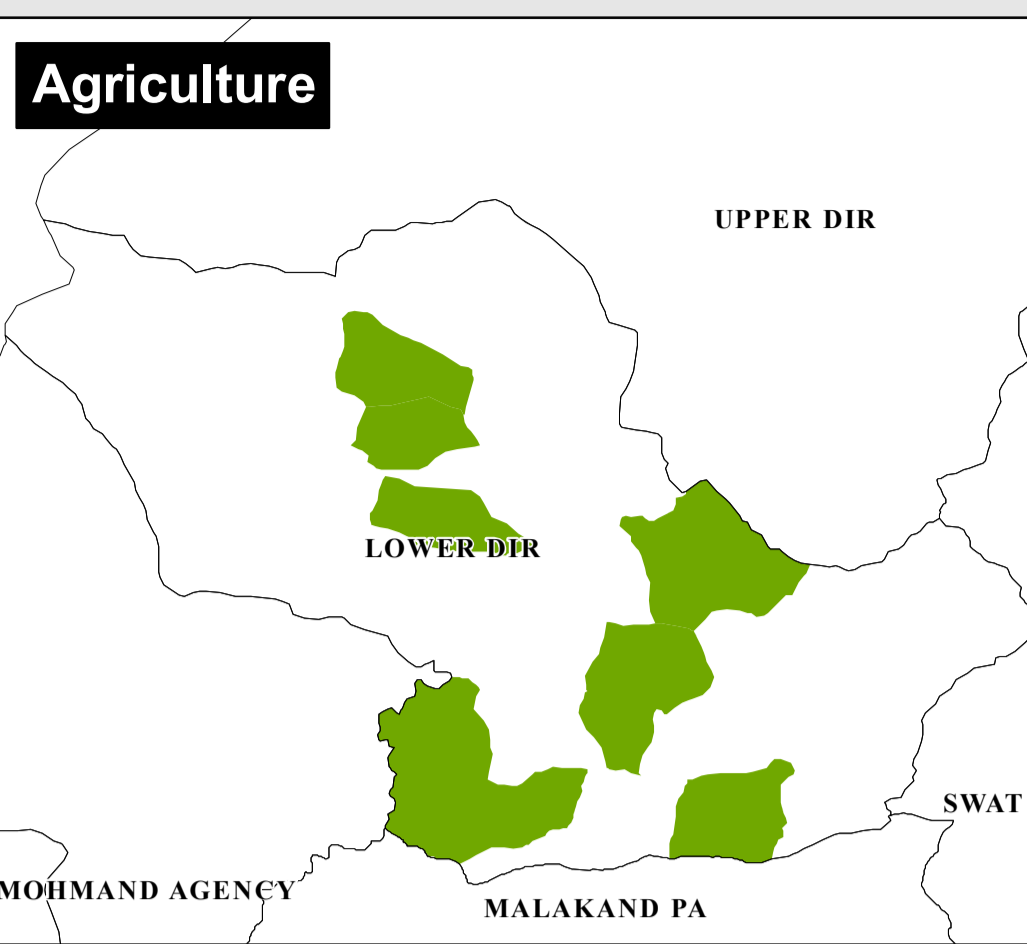 Agriculture
UPPER DIR
LOWER DIR
SWAT
MOHMAND AGENCY
MALAKAND PA